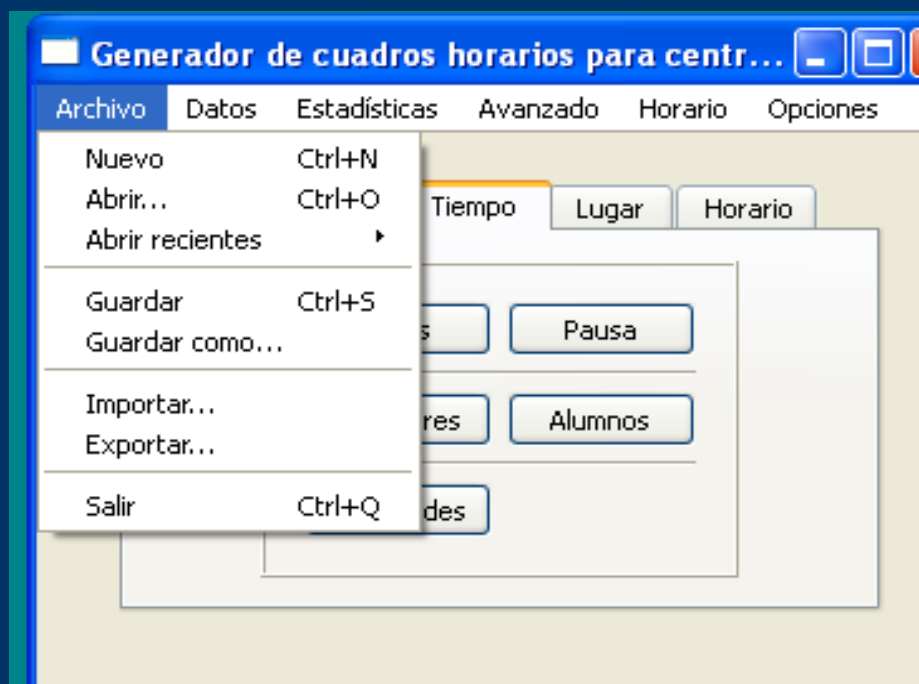 Generador de cuadros horarios para centr...
Archivo Datos Estadísticas Avanzado Horario Opciones
Nuevo Ctrl+N
Abrir... Ctrl+O
Tiempo Lugar Horario
Abrir recientes
Guardar Ctrl+S
Pausa
Guardar como...
Importar...
Alumnos
Exportar...
Salir Ctrl+Q